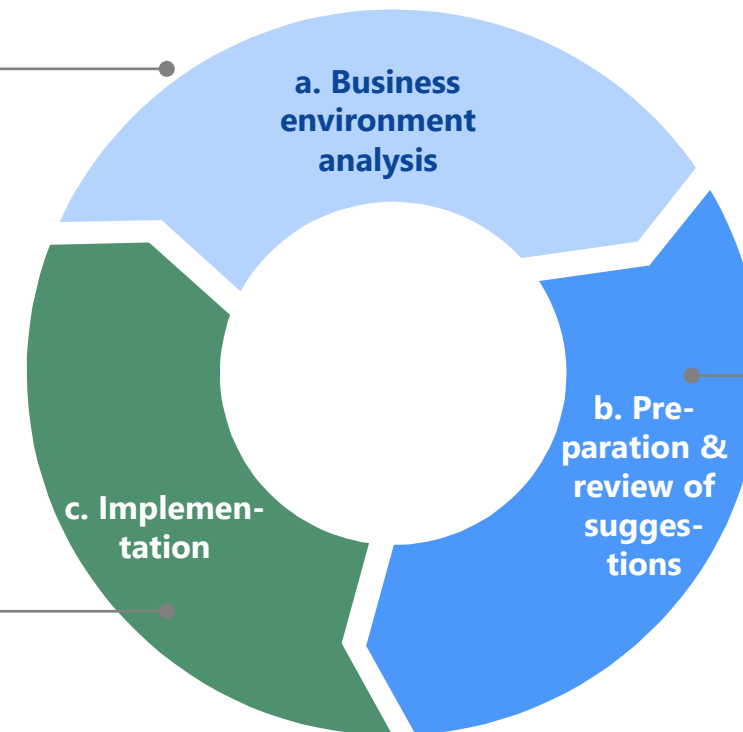 a. Business
environment
analysis
b. Pre-
paration &
review of
sugges-
tions
c. Implemen-
tation